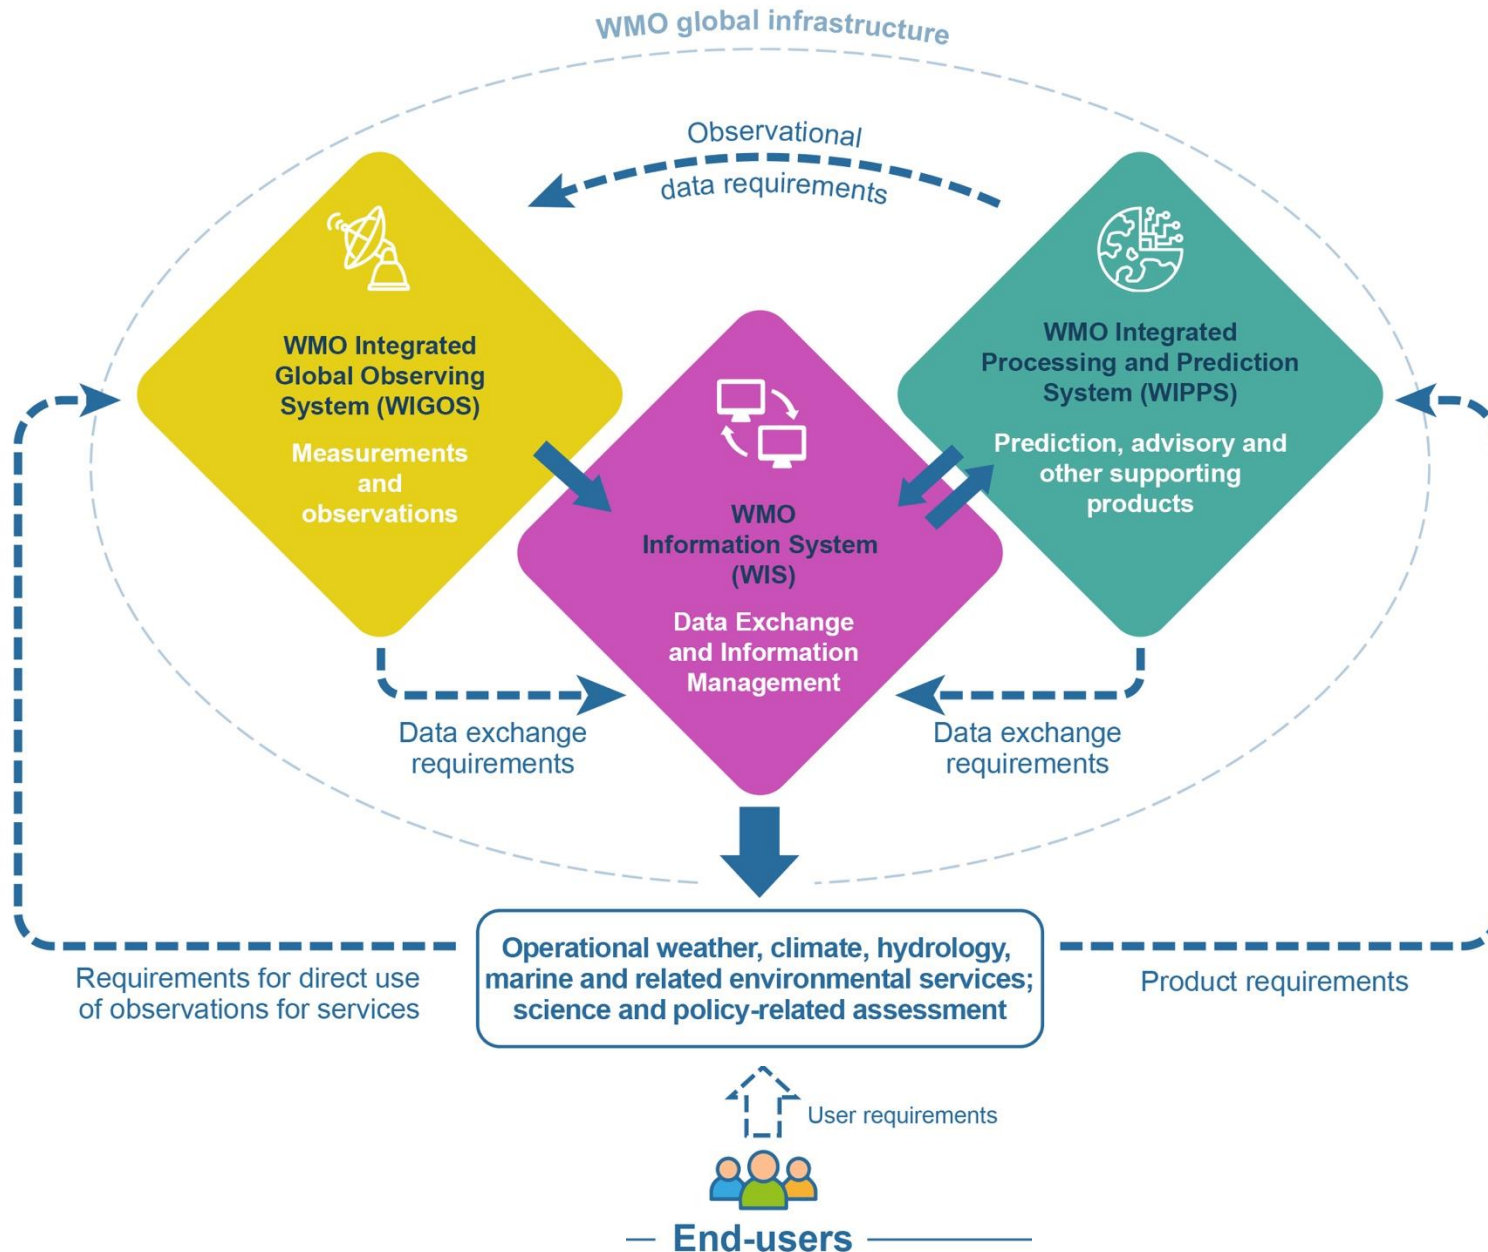 WMO global infrastructure
Observational
data requirements
WMO Integrated
Global Observing
System (WIGOS)
Measurements
and
observations
WMO Integrated
Processing and Prediction
System (WIPPS)
Prediction, advisory and
other supporting
products
WMO
Information System
(WIS)
Data Exchange
and Information
Management
Data exchange
requirements
Data exchange
requirements
Requirements for direct use
of observations for services
Operational weather, climate, hydrology,
marine and related environmental services;
science and policy-related assessment
Product requirements
User requirements
End-users